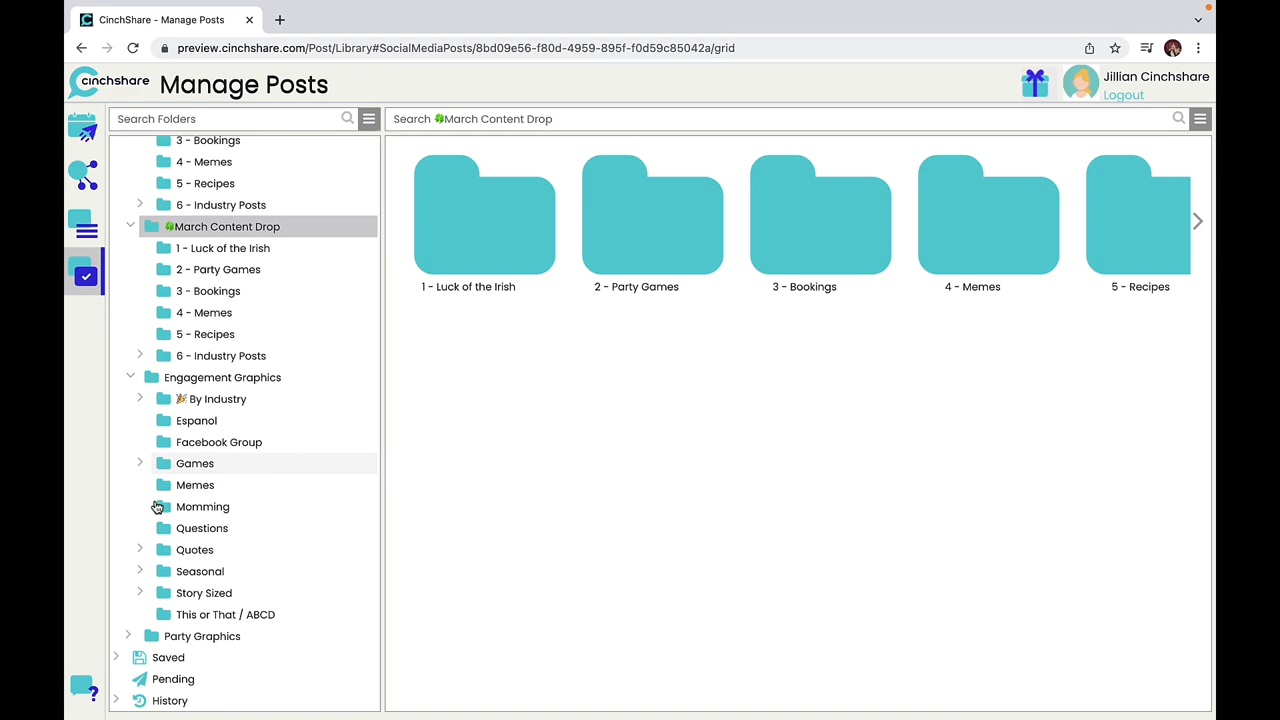 CinchShare - Manage Posts
preview.cinchshare.com/Post/Library#SocialMediaPosts/8bd09e56-f80d-4959-895f-f0d59c85042a/grid
cinchshare Manage Posts
Jillian Cinchshare
Logout
Search Folders
Search 🍀March Content Drop
3 - Bookings
4 - Memes
5 - Recipes
6 - Industry Posts
🍀March Content Drop
1 - Luck of the Irish
2 - Party Games
3 - Bookings
4 - Memes
5 - Recipes
6 - Industry Posts
Engagement Graphics
🎉 By Industry
Espanol
Facebook Group
Games
Memes
Momming
Questions
Quotes
Seasonal
Story Sized
This or That / ABCD
Party Graphics
Saved
Pending
History
1 - Luck of the Irish
2 - Party Games
3 - Bookings
4 - Memes
5 - Recipes